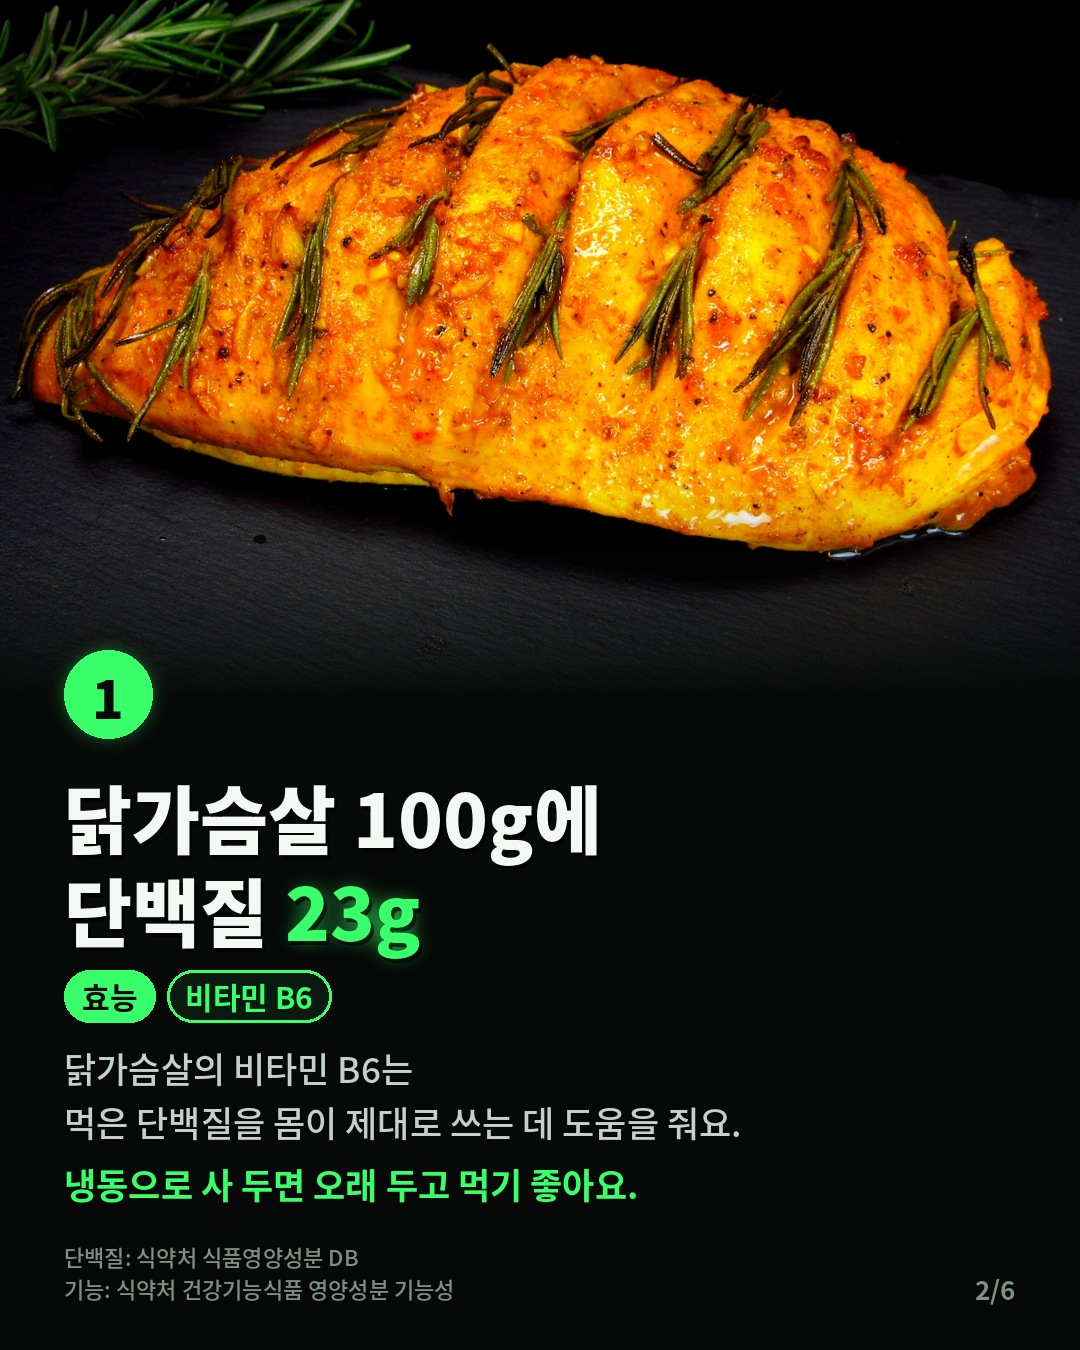 1
닭가슴살 100g에
단백질 23g
효능 비타민 B6
닭가슴살의 비타민 B6는
먹은 단백질을 몸이 제대로 쓰는 데 도움을 줘요.
냉동으로 사 두면 오래 두고 먹기 좋아요.
단백질: 식약처 식품영양성분 DB
기능: 식약처 건강기능식품 영양성분 기능성
2/6